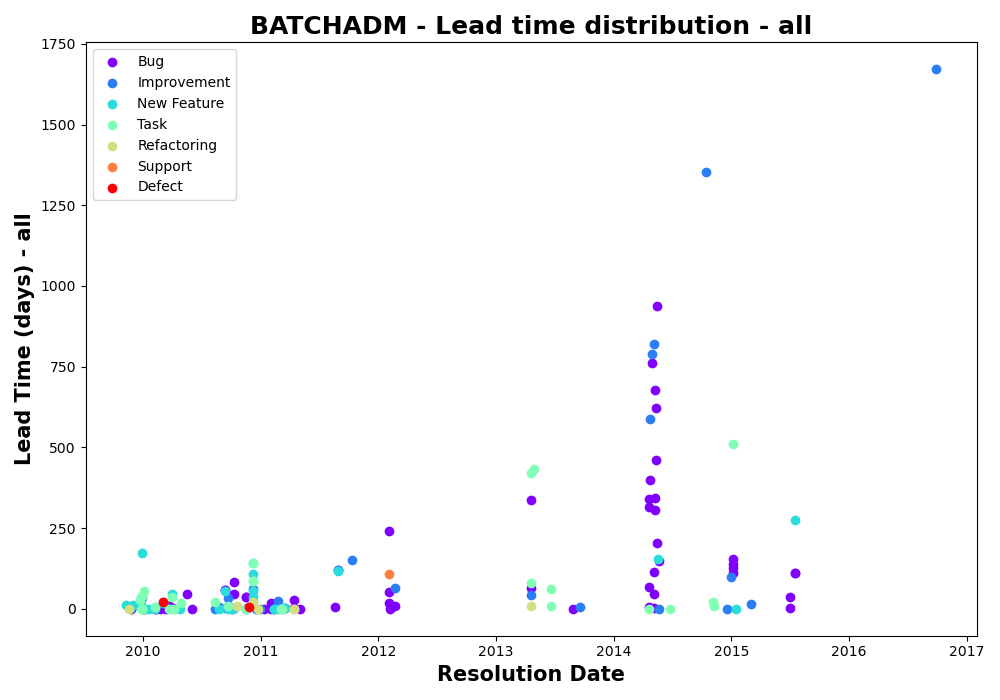 BATCHADM - Lead time distribution - all
Lead Time (days) - all
1750
1500
1250
1000
750
500
250
0
Bug
Improvement
New Feature
Task
Refactoring
Support
Defect
2010 2011 2012 2013 2014 2015 2016 2017
Resolution Date